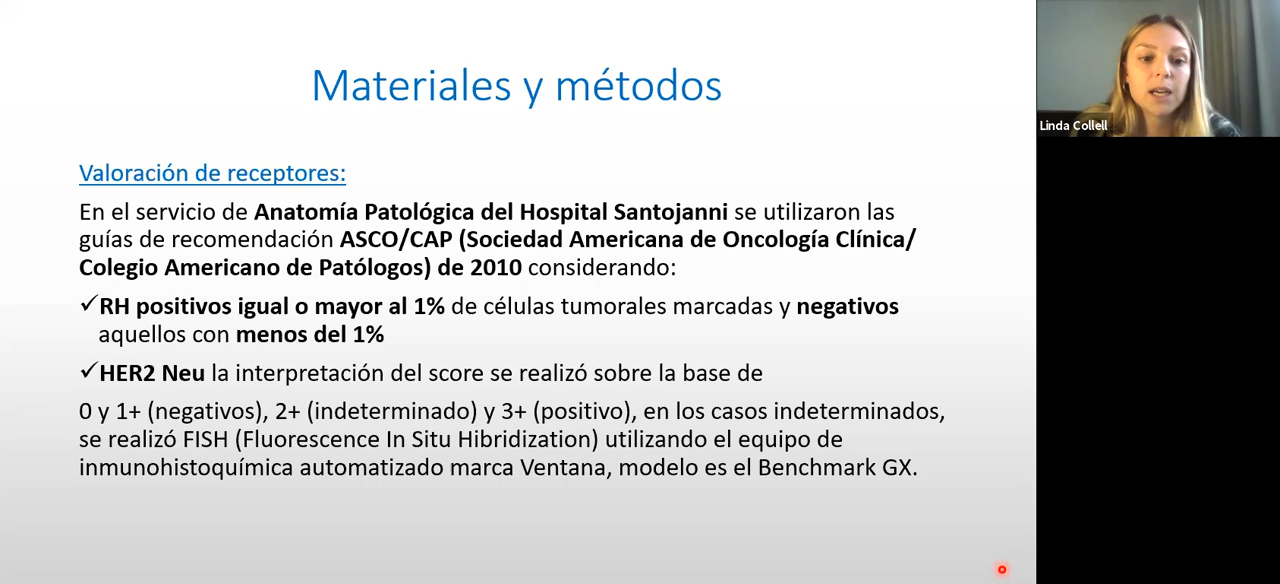 Materiales y métodos
Linda Collell
Valoración de receptores:
En el servicio de Anatomía Patológica del Hospital Santojanni se utilizaron las
guías de recomendación ASCO/CAP (Sociedad Americana de Oncología Clínica/
Colegio Americano de Patólogos) de 2010 considerando:
✓RH positivos igual o mayor al 1% de células tumorales marcadas y negativos
aquellos con menos del 1%
✓HER2 Neu la interpretación del score se realizó sobre la base de
0 y 1+ (negativos), 2+ (indeterminado) y 3+ (positivo), en los casos indeterminados,
se realizó FISH (Fluorescence In Situ Hibridization) utilizando el equipo de
inmunohistoquímica automatizado marca Ventana, modelo es el Benchmark GX.